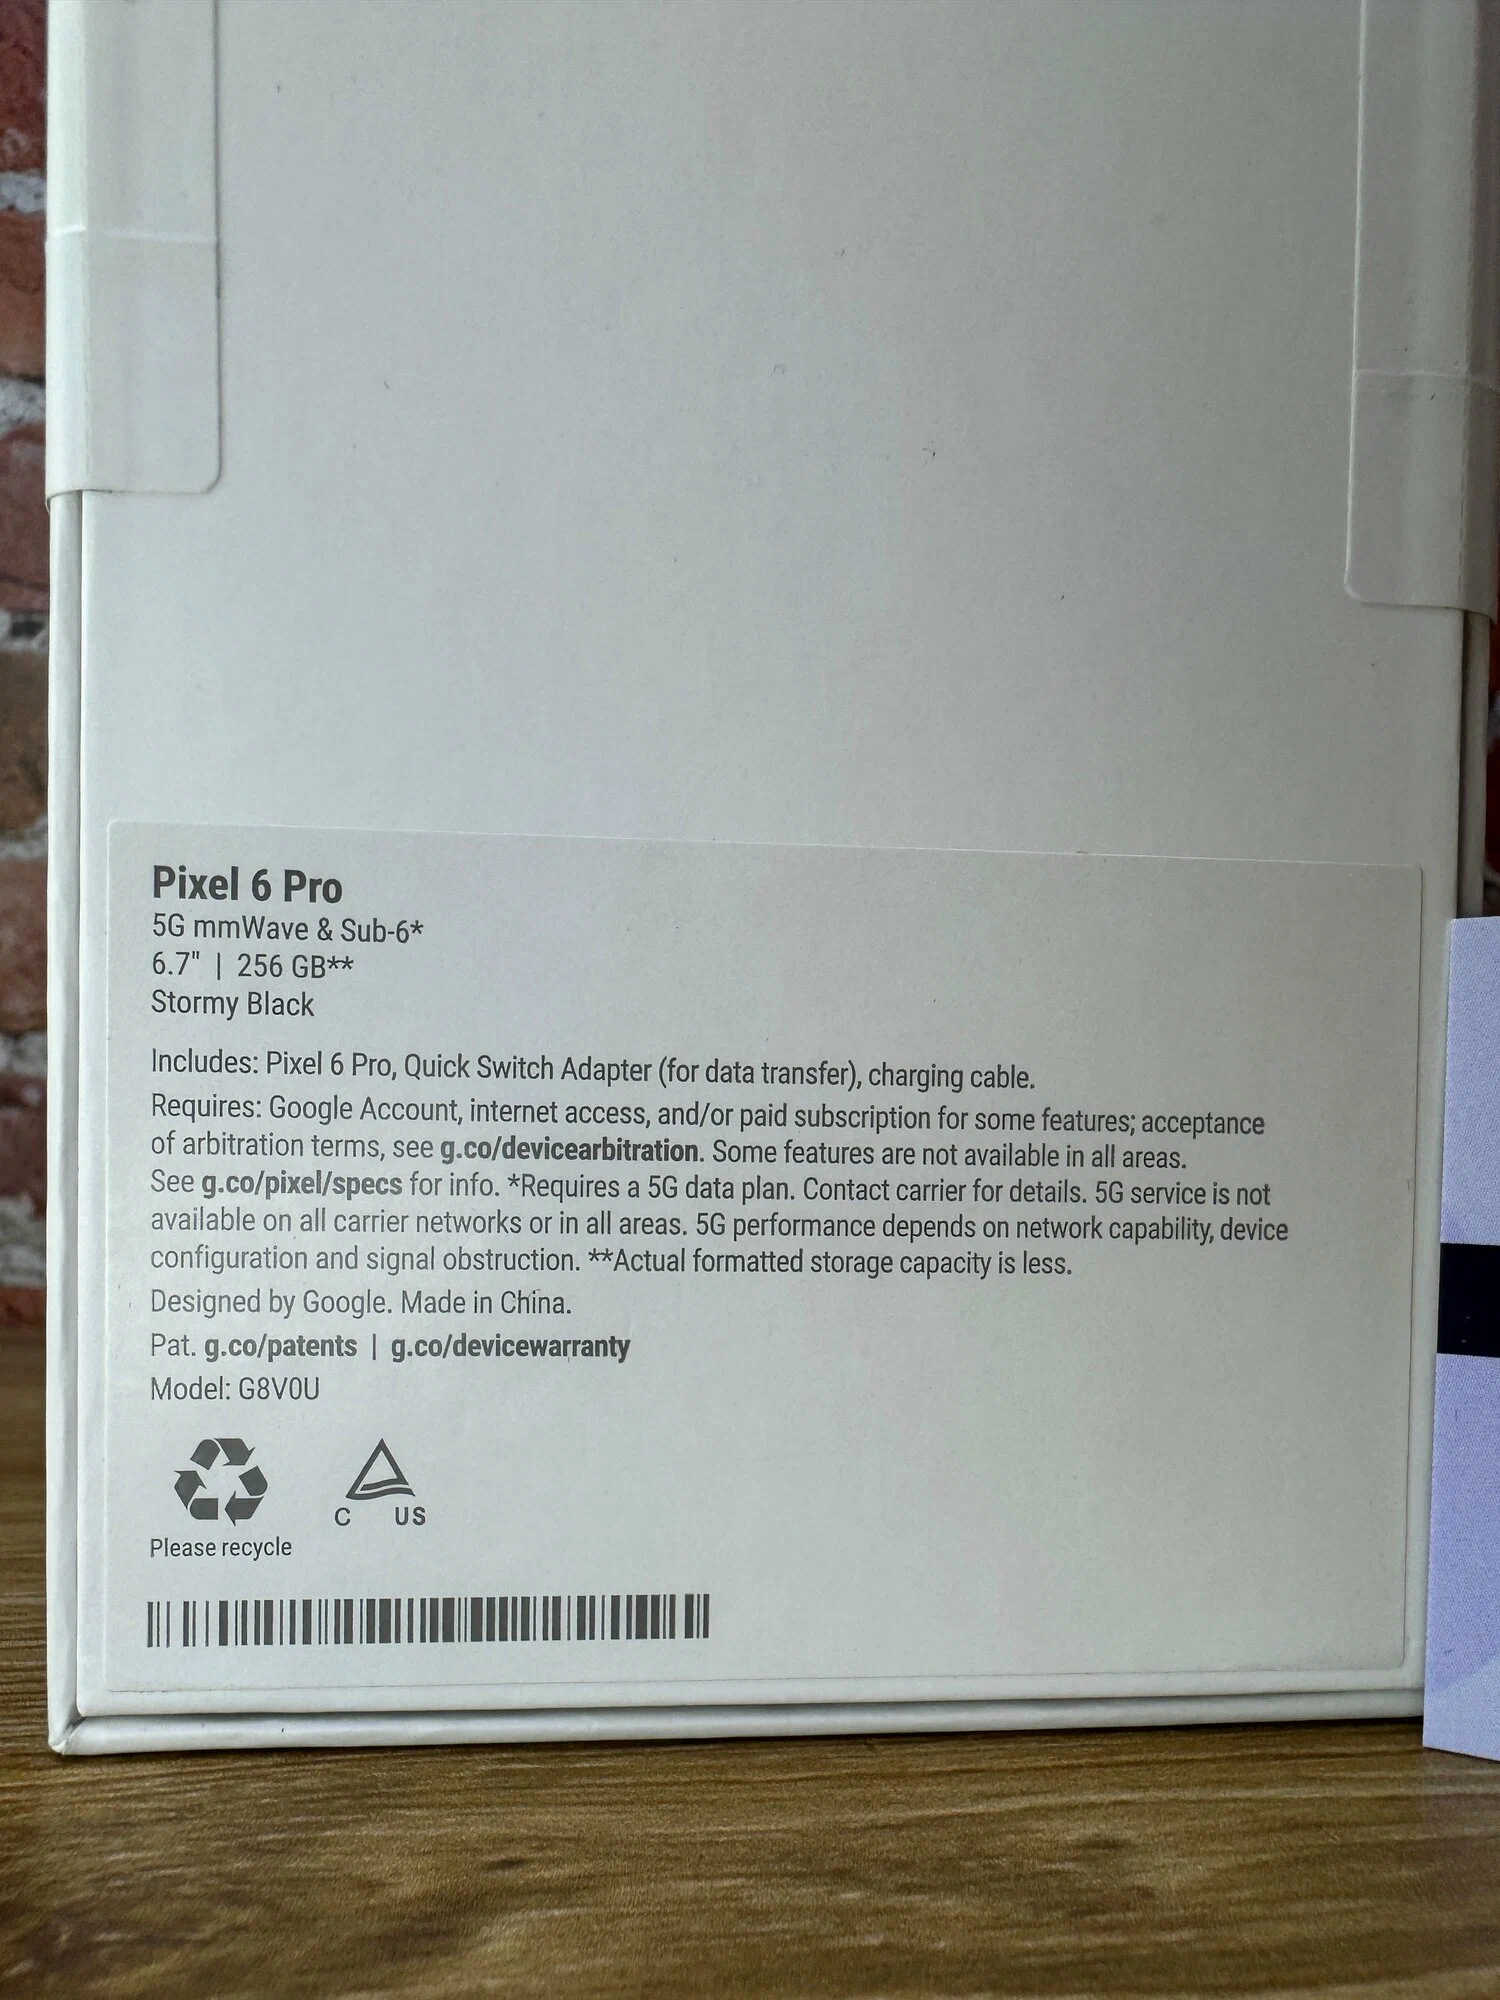 Pixel 6 Pro
5G mmWave & Sub-6*
6.7" | 256 GB**
Stormy Black
Includes: Pixel 6 Pro, Quick Switch Adapter (for data transfer), charging cable.
Requires: Google Account, internet access, and/or paid subscription for some features; acceptance
of arbitration terms, see g.co/devicearbitration. Some features are not available in all areas.
See g.co/pixel/specs for info. *Requires a 5G data plan. Contact carrier for details. 5G service is not
available on all carrier networks or in all areas. 5G performance depends on network capability, device
configuration and signal obstruction. **Actual formatted storage capacity is less.
Designed by Google. Made in China.
Pat. g.co/patents | g.co/devicewarranty
Model: G8V0U
C US
Please recycle